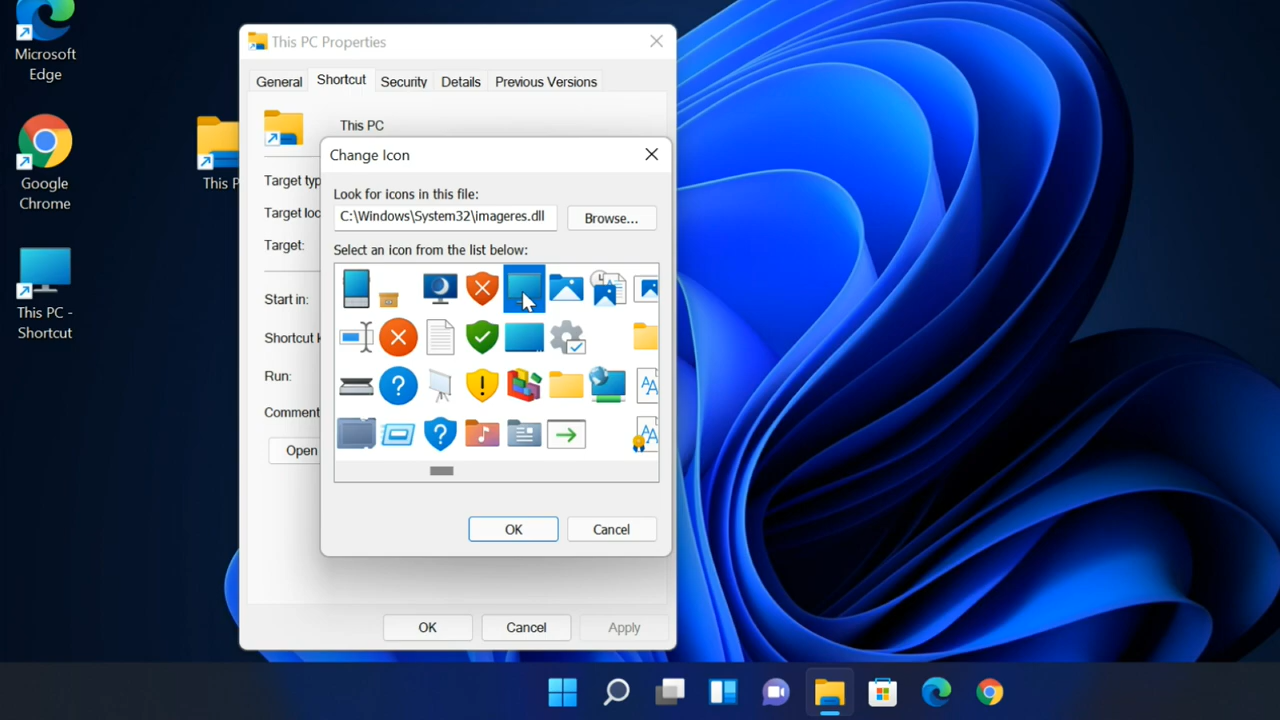 Microsoft
Edge
Google
Chrome
This PC -
Shortcut
This P
This PC Properties
General
Shortcut
Security
Details
Previous Versions
This PC
Target typ
Target loc
Target:
Start in:
Shortcut k
Run:
Comment
Open
Change Icon
Look for icons in this file:
C:\Windows\System32\imageres.dll
Browse...
Select an icon from the list below:
OK
Cancel
OK
Cancel
Apply